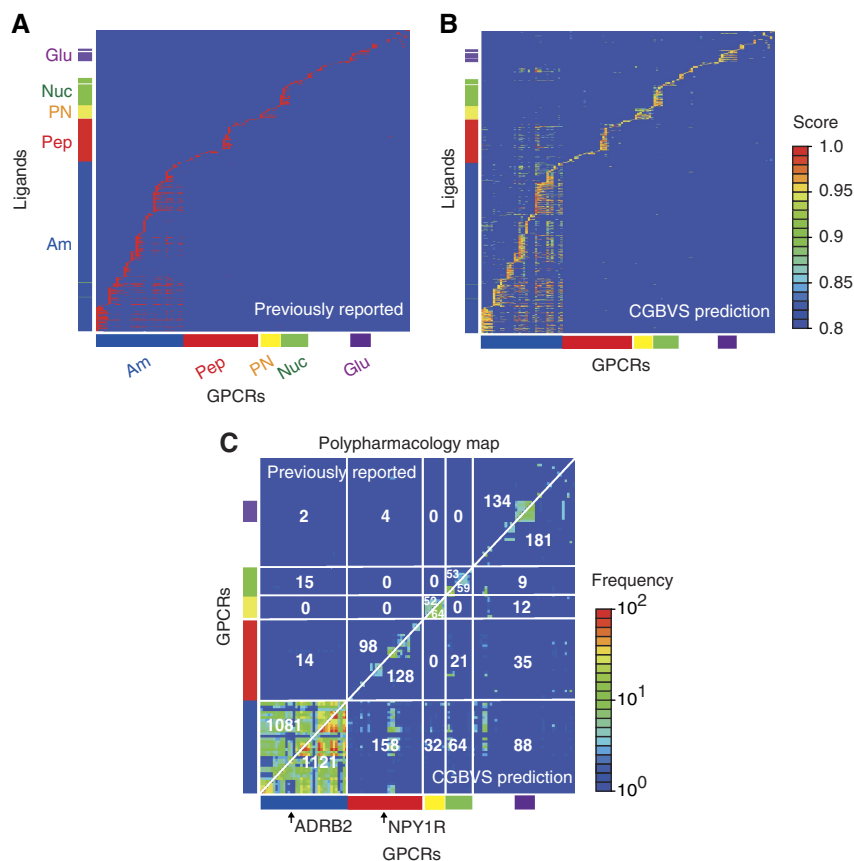 A
Glu
Nuc
PN
Pep
Am
Ligands
Previously reported
Am
Pep
PN
Nuc
Glu
GPCRs
B
Ligands
CGBVS prediction
GPCRs
Score
1.0
0.95
0.9
0.85
0.8
C
Polypharmacology map
Previously reported
2 4 0 0 134
181
15 0 0 53 59 9
0 0 52 64 0 12
14 98 128 0 21 35
1081 1121 158 32 64 88
CGBVS prediction
GPCRs
ADRB2
NPY1R
GPCRs
Frequency
10²
10¹
10⁰